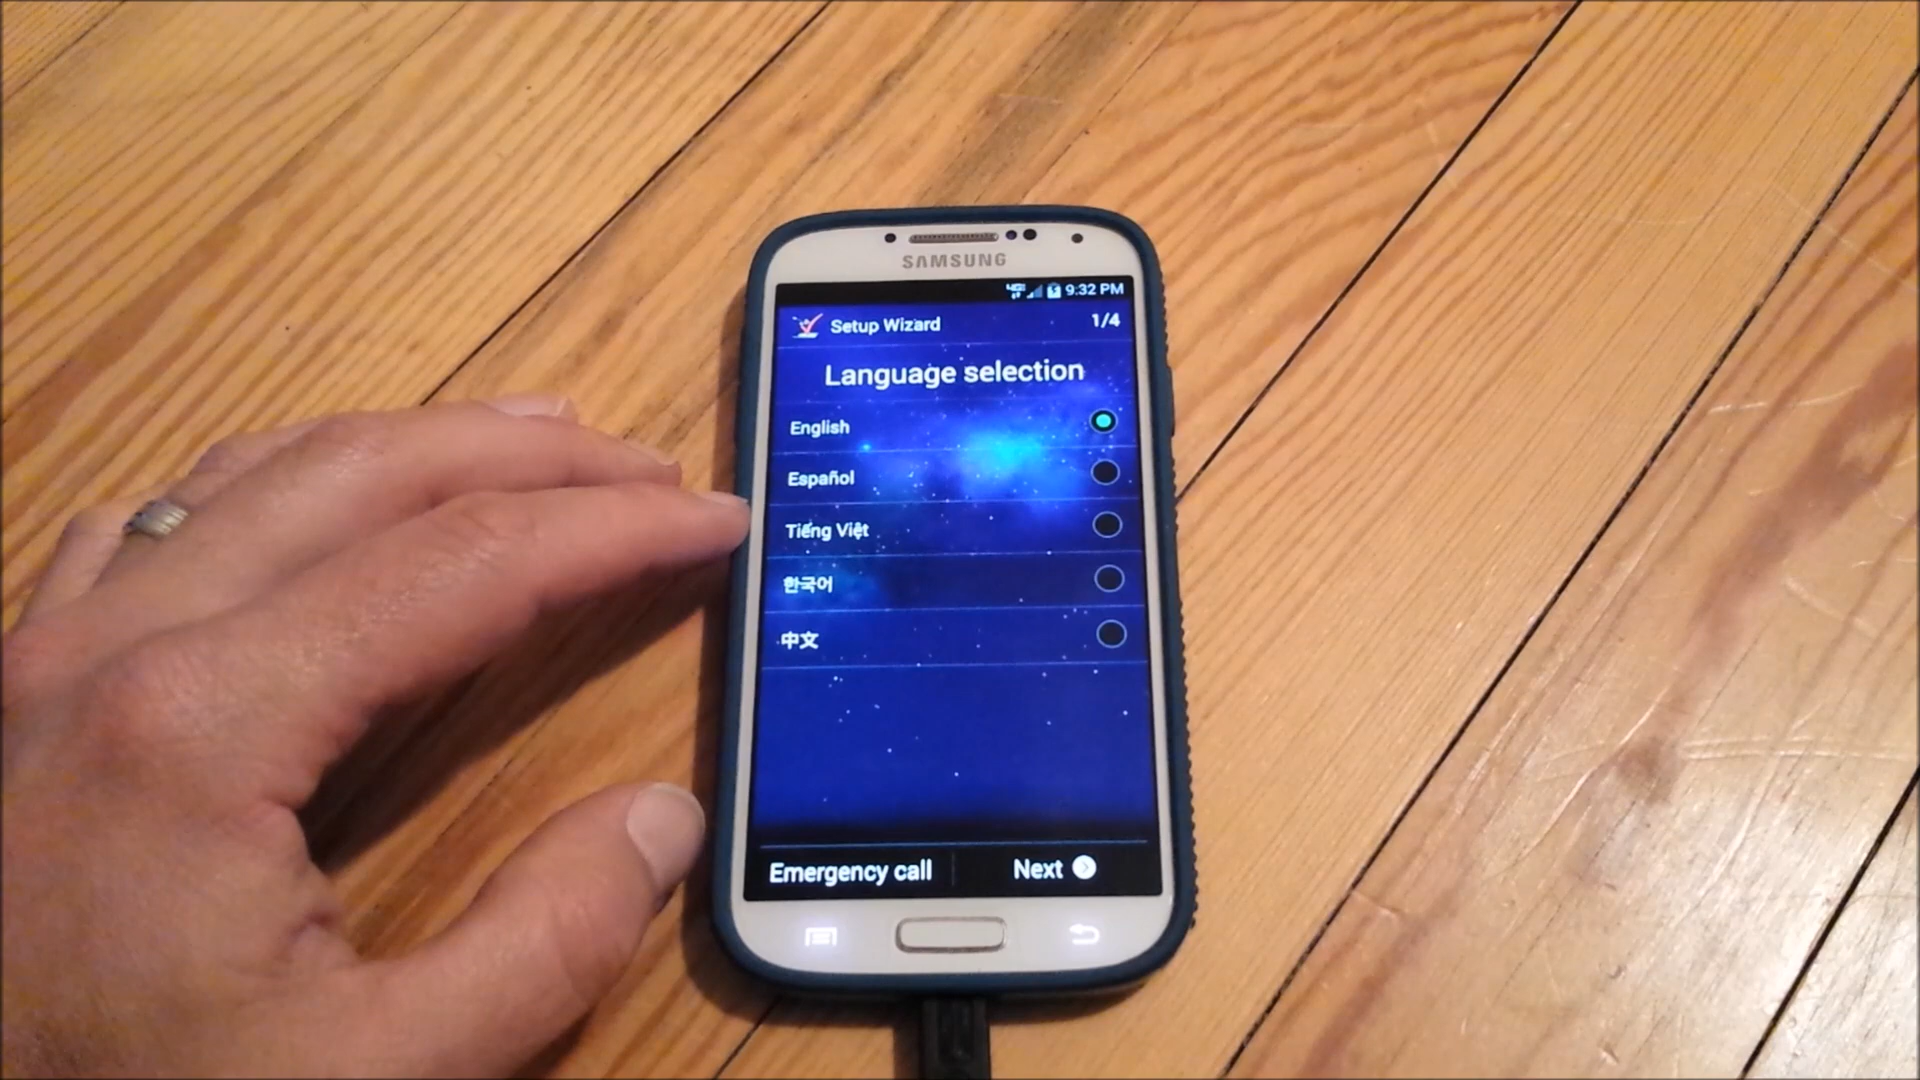 SAMSUNG
4G 9:32 PM
Setup Wizard 1/4
Language selection
English
Español
Tiếng Việt
한국어
中文
Emergency call Next